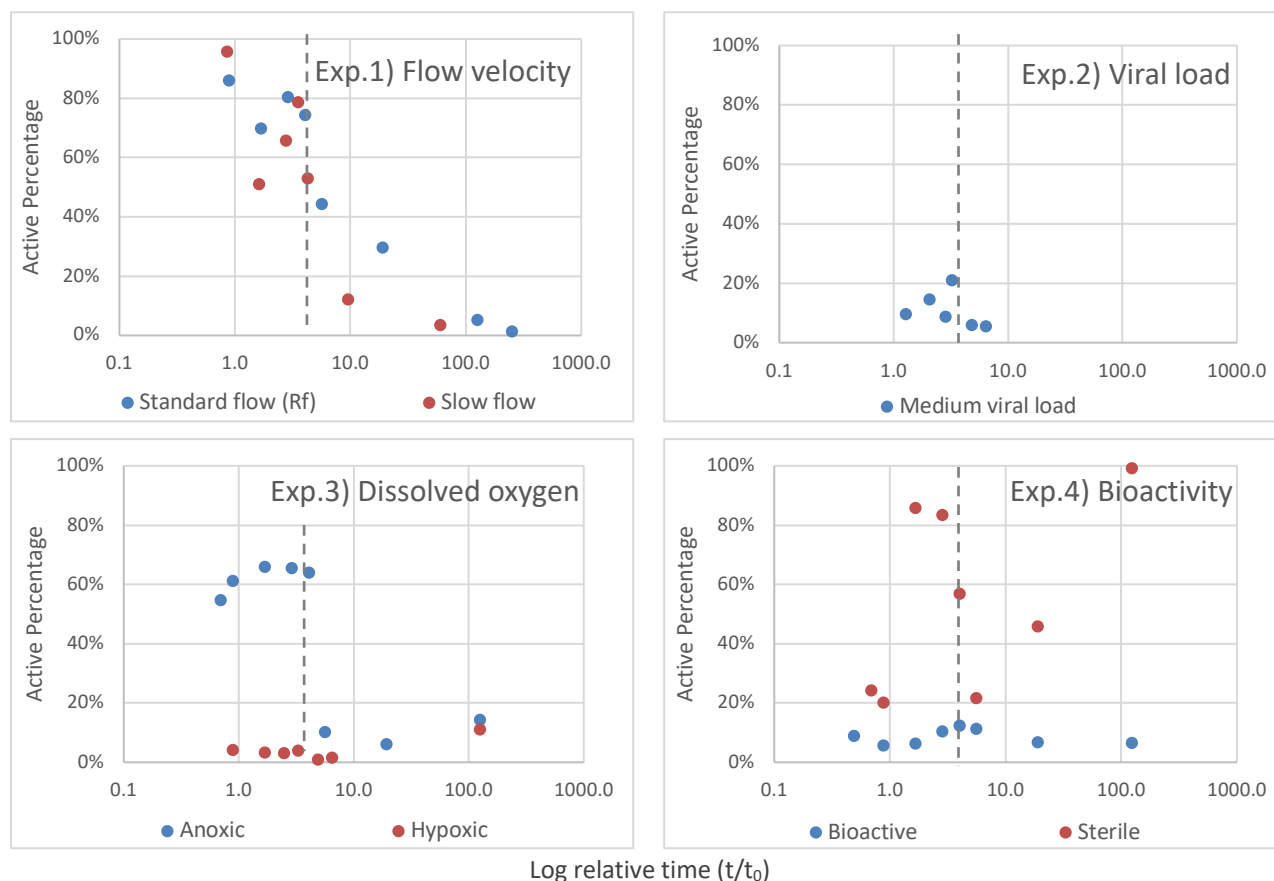 Exp.1) Flow velocity
Active Percentage
100%
80%
60%
40%
20%
0%
0.1 1.0 10.0 100.0 1000.0
Standard flow (Rf) Slow flow
Exp.2) Viral load
Active Percentage
100%
80%
60%
40%
20%
0%
0.1 1.0 10.0 100.0 1000.0
Medium viral load
Exp.3) Dissolved oxygen
Active Percentage
100%
80%
60%
40%
20%
0%
0.1 1.0 10.0 100.0 1000.0
Anoxic Hypoxic
Exp.4) Bioactivity
Active Percentage
100%
80%
60%
40%
20%
0%
0.1 1.0 10.0 100.0 1000.0
Bioactive Sterile
Log relative time (t/t₀)